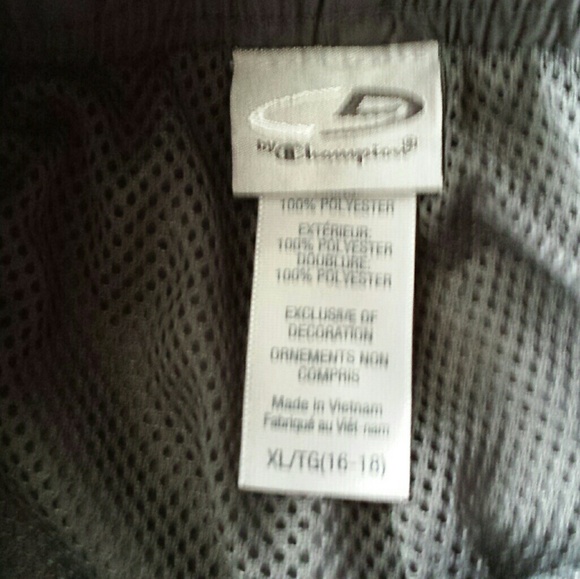 by Champion
100% POLYESTER
EXTÉRIEUR:
100% POLYESTER
DOUBLURE:
100% POLYESTER
EXCLUSIVE OF
DECORATION
ORNEMENTS NON
COMPRIS
Made in Vietnam
Fabriqué au Viêt nam
XL/TG(16-18)